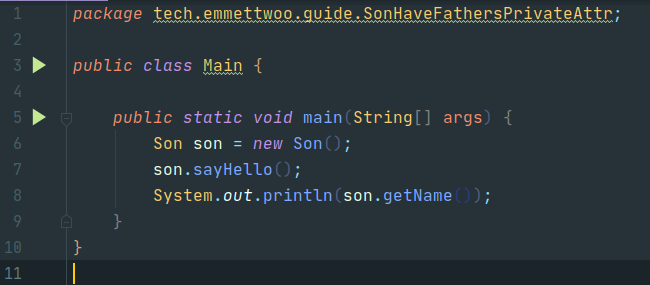 1 package tech.emmettwoo.guide.SonHaveFathersPrivateAttr;
2
3 public class Main {
4
5     public static void main(String[] args) {
6         Son son = new Son();
7         son.sayHello();
8         System.out.println(son.getName());
9     }
10 }
11